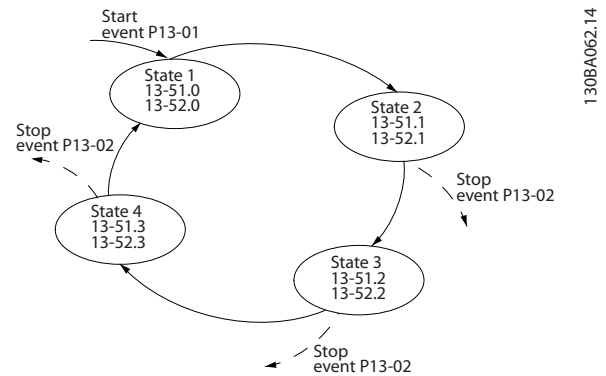 Start
event P13-01
State 1
13-51.0
13-52.0
State 2
13-51.1
13-52.1
Stop
event P13-02
State 3
13-51.2
13-52.2
Stop
event P13-02
State 4
13-51.3
13-52.3
Stop
event P13-02
130BA062.14